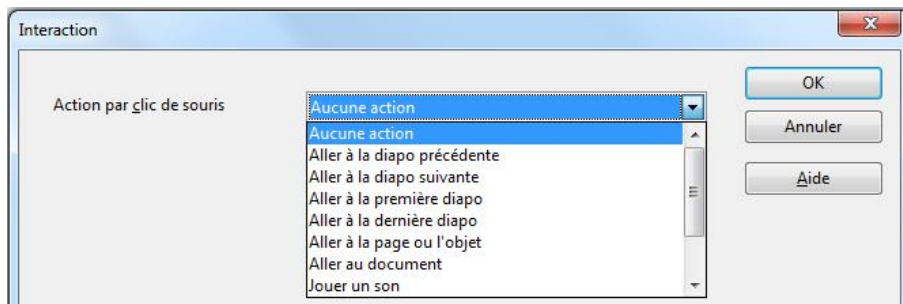 Interaction
Action par clic de souris
Aucune action
Aucune action
Aller à la diapo précédente
Aller à la diapo suivante
Aller à la première diapo
Aller à la dernière diapo
Aller à la page ou l'objet
Aller au document
Jouer un son
OK
Annuler
Aide